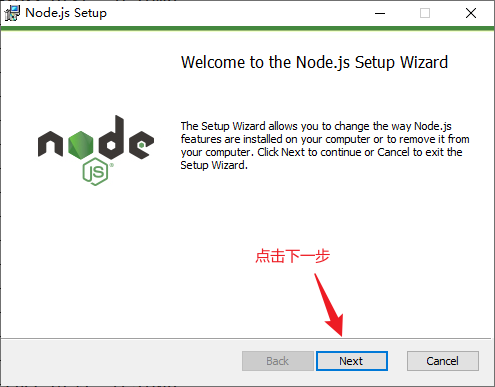 Node.js Setup
Welcome to the Node.js Setup Wizard
node
JS
The Setup Wizard allows you to change the way Node.js
features are installed on your computer or to remove it from
your computer. Click Next to continue or Cancel to exit the
Setup Wizard.
点击下一步
Back Next Cancel